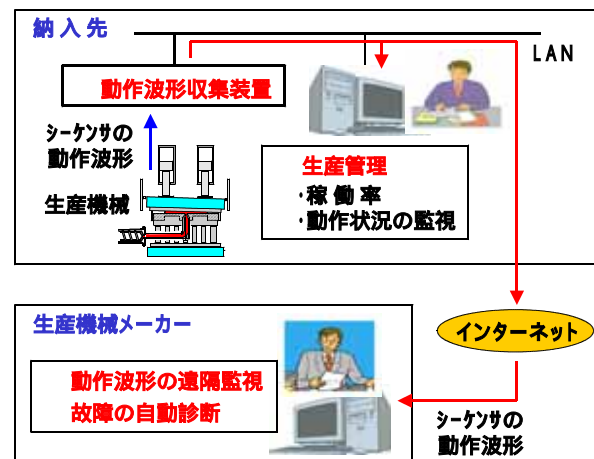 納 入 先
LAN
動作波形収集装置
シーケンサの
動作波形
生産機械
生産管理
・稼 働 率
・動作状況の監視
生産機械メーカー
インターネット
動作波形の遠隔監視
故障の自動診断
シーケンサの
動作波形